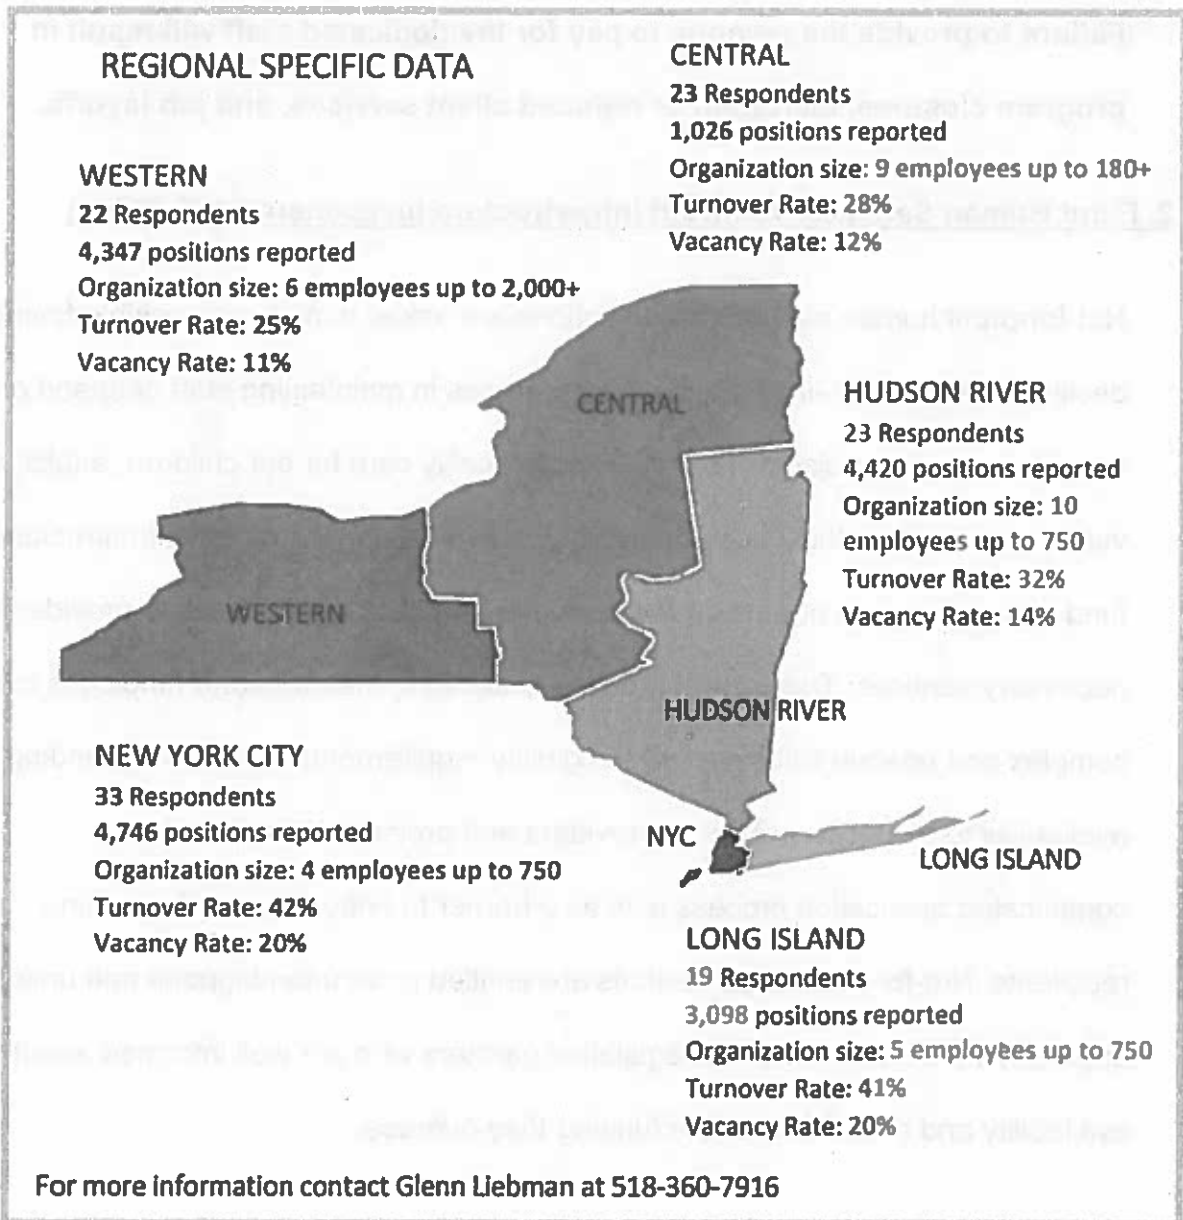 REGIONAL SPECIFIC DATA
CENTRAL
23 Respondents
1,026 positions reported
Organization size: 9 employees up to 180+
Turnover Rate: 28%
Vacancy Rate: 12%
WESTERN
22 Respondents
4,347 positions reported
Organization size: 6 employees up to 2,000+
Turnover Rate: 25%
Vacancy Rate: 11%
HUDSON RIVER
23 Respondents
4,420 positions reported
Organization size: 10
employees up to 750
Turnover Rate: 32%
Vacancy Rate: 14%
CENTRAL
WESTERN
HUDSON RIVER
NYC
LONG ISLAND
NEW YORK CITY
33 Respondents
4,746 positions reported
Organization size: 4 employees up to 750
Turnover Rate: 42%
Vacancy Rate: 20%
LONG ISLAND
19 Respondents
3,098 positions reported
Organization size: 5 employees up to 750
Turnover Rate: 41%
Vacancy Rate: 20%
For more information contact Glenn Liebman at 518-360-7916